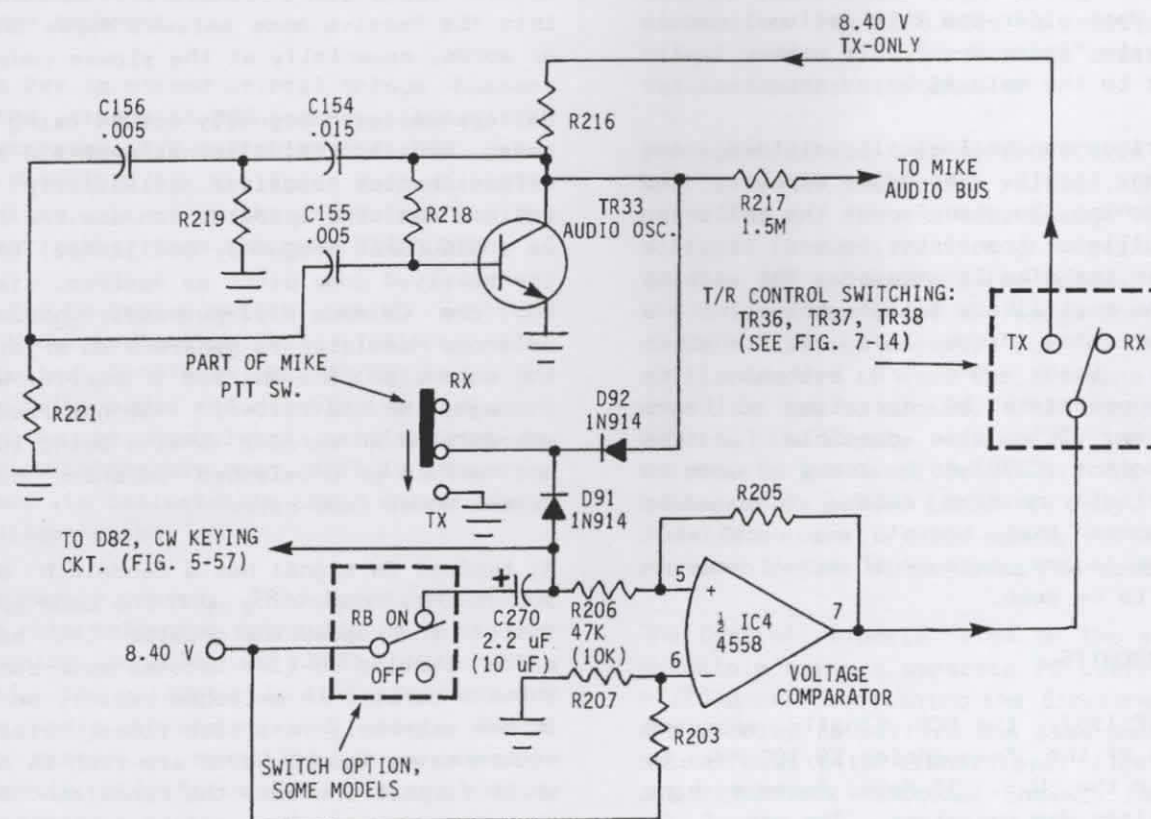 8.40 V
TX-ONLY
C156
.005
C154
.015
R216
R219
C155
.005
R218
TR33
AUDIO OSC.
R217
1.5M
TO MIKE
AUDIO BUS
T/R CONTROL SWITCHING:
TR36, TR37, TR38
(SEE FIG. 7-14)
TX
RX
R221
PART OF MIKE
PTT SW.
RX
TX
D92
1N914
D91
1N914
R205
TO D82, CW KEYING
CKT. (FIG. 5-57)
+
C270
2.2 uF
(10 uF)
R206
47K
(10K)
R207
5
+
6
−
7
½ IC4
4558
VOLTAGE
COMPARATOR
8.40 V
RB ON
OFF
R203
SWITCH OPTION,
SOME MODELS